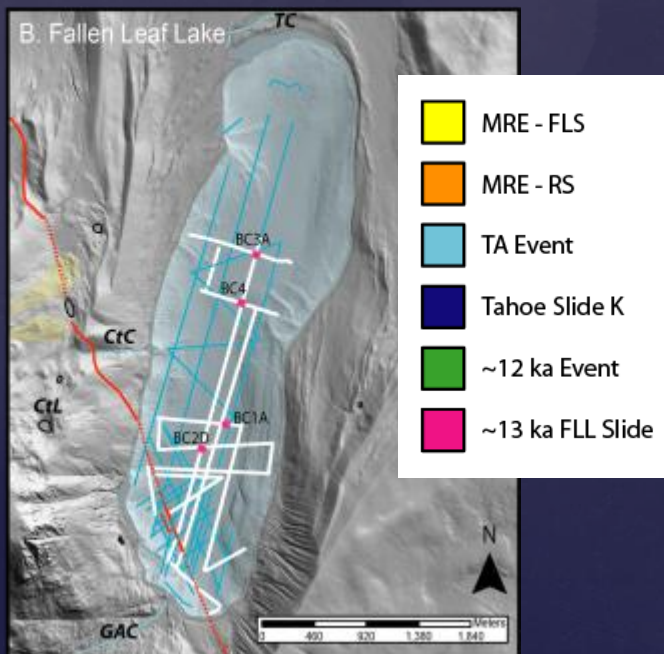 B. Fallen Leaf Lake
TC
BC3A
BC4
CtC
CtL
BC1A
BC2D
GAC
N
Meters
0 460 920 1,380 1,840
MRE - FLS
MRE - RS
TA Event
Tahoe Slide K
~12 ka Event
~13 ka FLL Slide